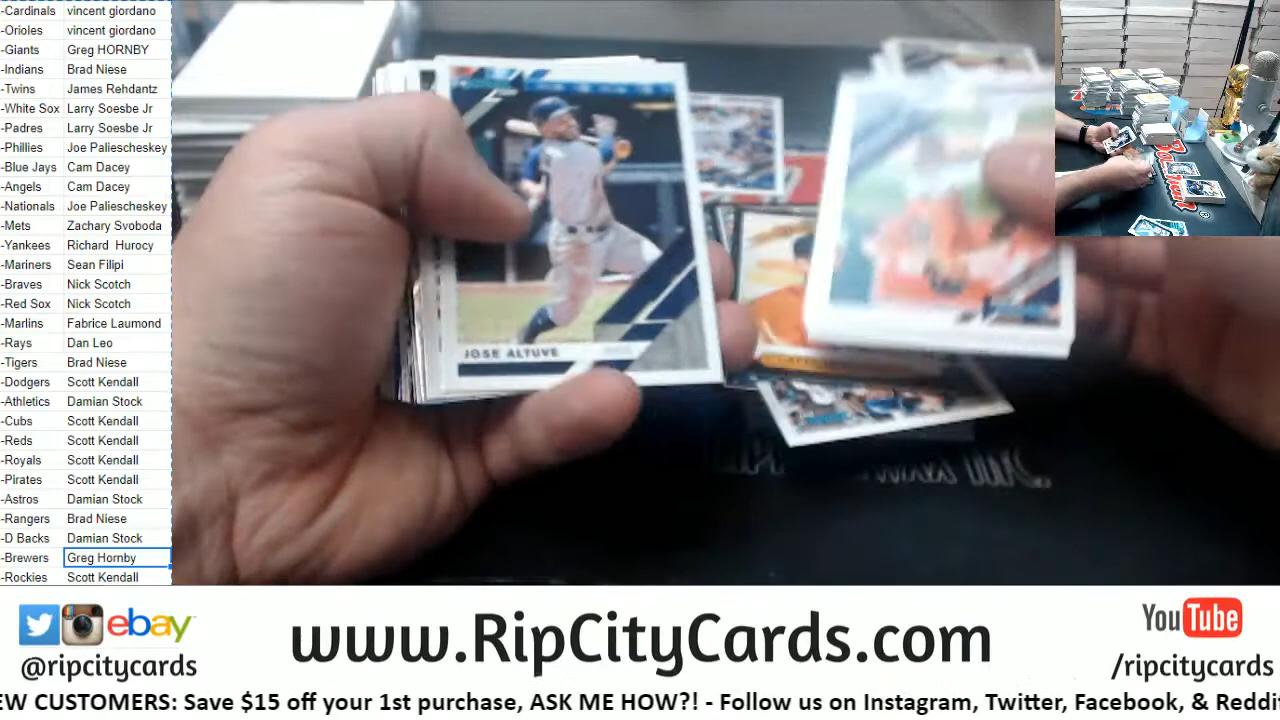 -Cardinals vincent giordano
-Orioles vincent giordano
-Giants Greg HORNBY
-Indians Brad Niese
-Twins James Rehdantz
-White Sox Larry Soesbe Jr
-Padres Larry Soesbe Jr
-Phillies Joe Paliescheskey
-Blue Jays Cam Dacey
-Angels Cam Dacey
-Nationals Joe Paliescheskey
-Mets Zachary Svoboda
-Yankees Richard Hurocy
-Mariners Sean Filipi
-Braves Nick Scotch
-Red Sox Nick Scotch
-Marlins Fabrice Laumond
-Rays Dan Leo
-Tigers Brad Niese
-Dodgers Scott Kendall
-Athletics Damian Stock
-Cubs Scott Kendall
-Reds Scott Kendall
-Royals Scott Kendall
-Pirates Scott Kendall
-Astros Damian Stock
-Rangers Brad Niese
-D Backs Damian Stock
-Brewers Greg Hornby
-Rockies Scott Kendall
JOSE ALTUVE
ebay
@ripcitycards
www.RipCityCards.com
YouTube
/ripcitycards
EW CUSTOMERS: Save $15 off your 1st purchase, ASK ME HOW?! - Follow us on Instagram, Twitter, Facebook, & Reddi